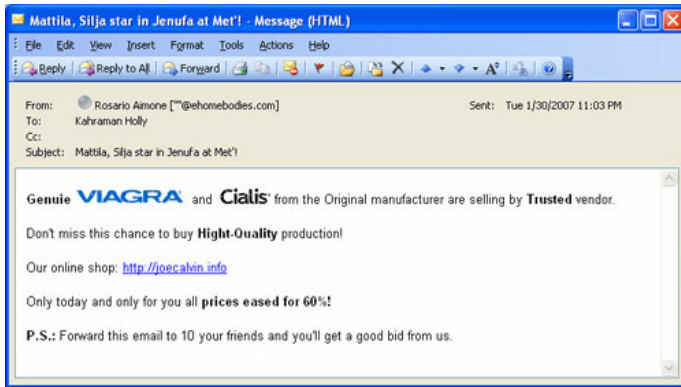 Mattila, Silja star in Jenufa at Met'! - Message (HTML)
File Edit View Insert Format Tools Actions Help
Reply Reply to All Forward
From: Rosario Aimone [""@ehomebodies.com] Sent: Tue 1/30/2007 11:03 PM
To: Kahraman Holly
Cc:
Subject: Mattila, Silja star in Jenufa at Met'!
Genuie VIAGRA and Cialis from the Original manufacturer are selling by Trusted vendor.
Don't miss this chance to buy Hight-Quality production!
Our online shop: http://joecalvin.info
Only today and only for you all prices eased for 60%!
P.S.: Forward this email to 10 your friends and you'll get a good bid from us.